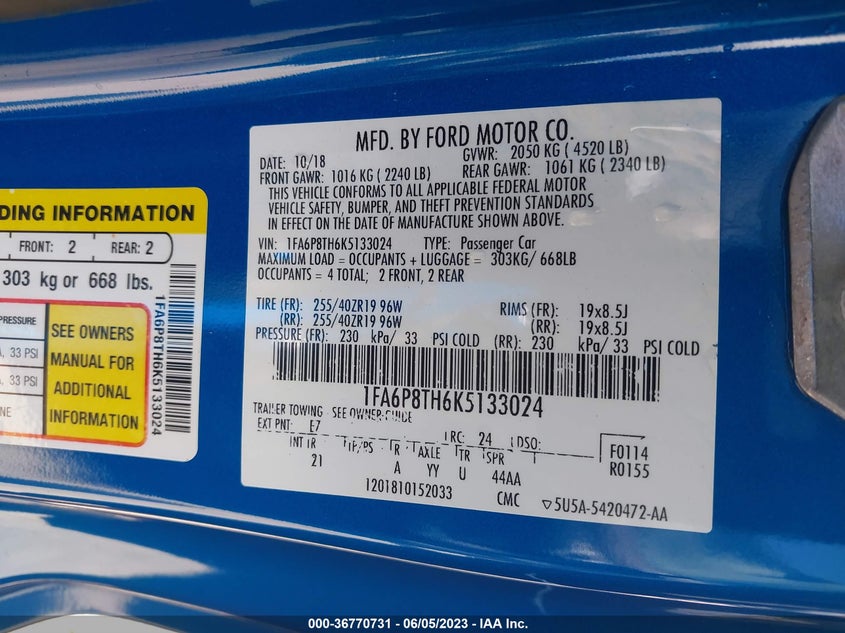 DING INFORMATION
FRONT: 2 REAR: 2
303 kg or 668 lbs.
PRESSURE
33 PSI
33 PSI
NE
SEE OWNERS
MANUAL FOR
ADDITIONAL
INFORMATION
1FA6P8TH6K5133024
MFD. BY FORD MOTOR CO.
DATE: 10/18 GVWR: 2050 KG ( 4520 LB)
FRONT GAWR: 1016 KG ( 2240 LB) REAR GAWR: 1061 KG ( 2340 LB)
THIS VEHICLE CONFORMS TO ALL APPLICABLE FEDERAL MOTOR
VEHICLE SAFETY, BUMPER, AND THEFT PREVENTION STANDARDS
IN EFFECT ON THE DATE OF MANUFACTURE SHOWN ABOVE.
VIN: 1FA6P8TH6K5133024 TYPE: Passenger Car
MAXIMUM LOAD = OCCUPANTS + LUGGAGE = 303KG/ 668LB
OCCUPANTS = 4 TOTAL; 2 FRONT, 2 REAR
TIRE (FR): 255/40ZR19 96W RIMS (FR): 19x8.5J
(RR): 255/40ZR19 96W (RR): 19x8.5J
PRESSURE (FR): 230 kPa/ 33 PSI COLD (RR): 230 kPa/ 33 PSI COLD
1FA6P8TH6K5133024
TRAILER TOWING - SEE OWNER GUIDE
EXT PNT: E7 RC: 24 DSO:
INT TR TP/PS R AXLE TR SPR
21 A YY U 44AA
F0114
R0155
1201810152033 CMC ▽5U5A-5420472-AA
000-36770731 - 06/05/2023 - IAA Inc.